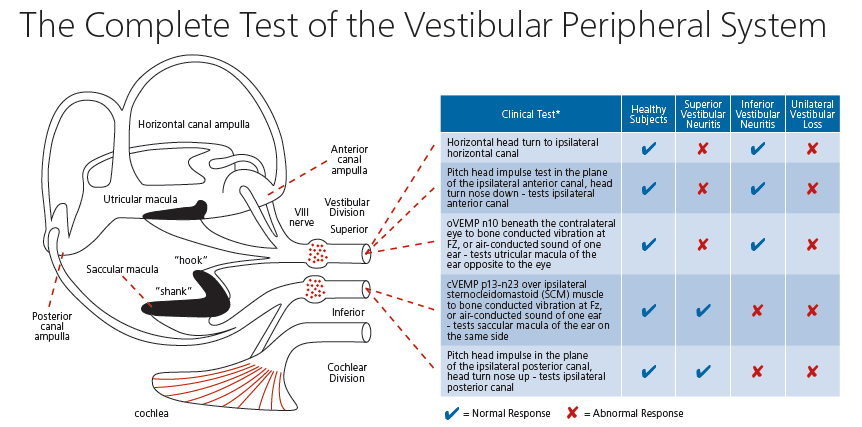 The Complete Test of the Vestibular Peripheral System
Horizontal canal ampulla
Anterior
canal
ampulla
Utricular macula
VIII
nerve
Vestibular
Division
Superior
Saccular macula
"hook"
"shank"
Posterior
canal
ampulla
Inferior
Cochlear
Division
cochlea
Clinical Test*
Healthy
Subjects
Superior
Vestibular
Neuritis
Inferior
Vestibular
Neuritis
Unilateral
Vestibular
Loss
Horizontal head turn to ipsilateral
horizontal canal
✔ ✘ ✔ ✘
Pitch head impulse test in the plane
of the ipsilateral anterior canal, head
turn nose down - tests ipsilateral
anterior canal
✔ ✘ ✔ ✘
oVEMP n10 beneath the contralateral
eye to bone conducted vibration at
FZ, or air-conducted sound of one
ear - tests utricular macula of the
ear opposite to the eye
✔ ✘ ✔ ✘
cVEMP p13-n23 over ipsilateral
sternocleidomastoid (SCM) muscle
to bone conducted vibration at Fz,
or air-conducted sound of one ear
- tests saccular macula of the ear on
the same side
✔ ✔ ✘ ✘
Pitch head impulse in the plane
of the ipsilateral posterior canal,
head turn nose up - tests ipsilateral
posterior canal
✔ ✔ ✘ ✘
✔ = Normal Response ✘ = Abnormal Response